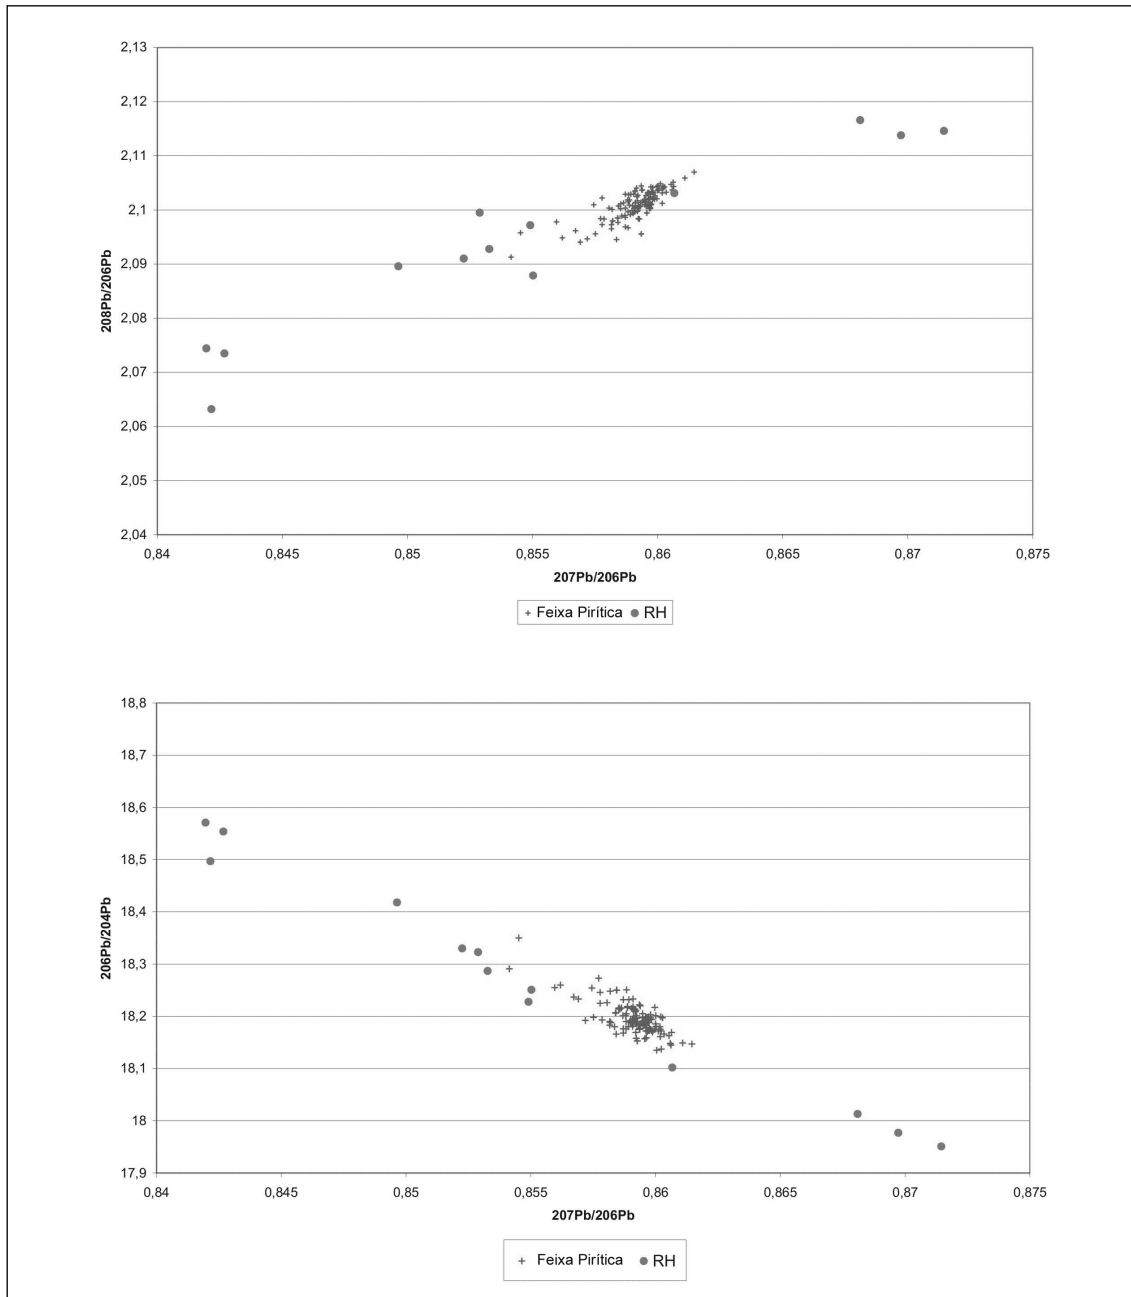 2,13
2,12
2,11
2,1
2,09
2,08
2,07
2,06
2,05
2,04
208Pb/206Pb
0,84 0,845 0,85 0,855 0,86 0,865 0,87 0,875
207Pb/206Pb
+ Feixa Pirítica ● RH
18,8
18,7
18,6
18,5
18,4
18,3
18,2
18,1
18
17,9
206Pb/204Pb
0,84 0,845 0,85 0,855 0,86 0,865 0,87 0,875
207Pb/206Pb
+ Feixa Pirítica ● RH